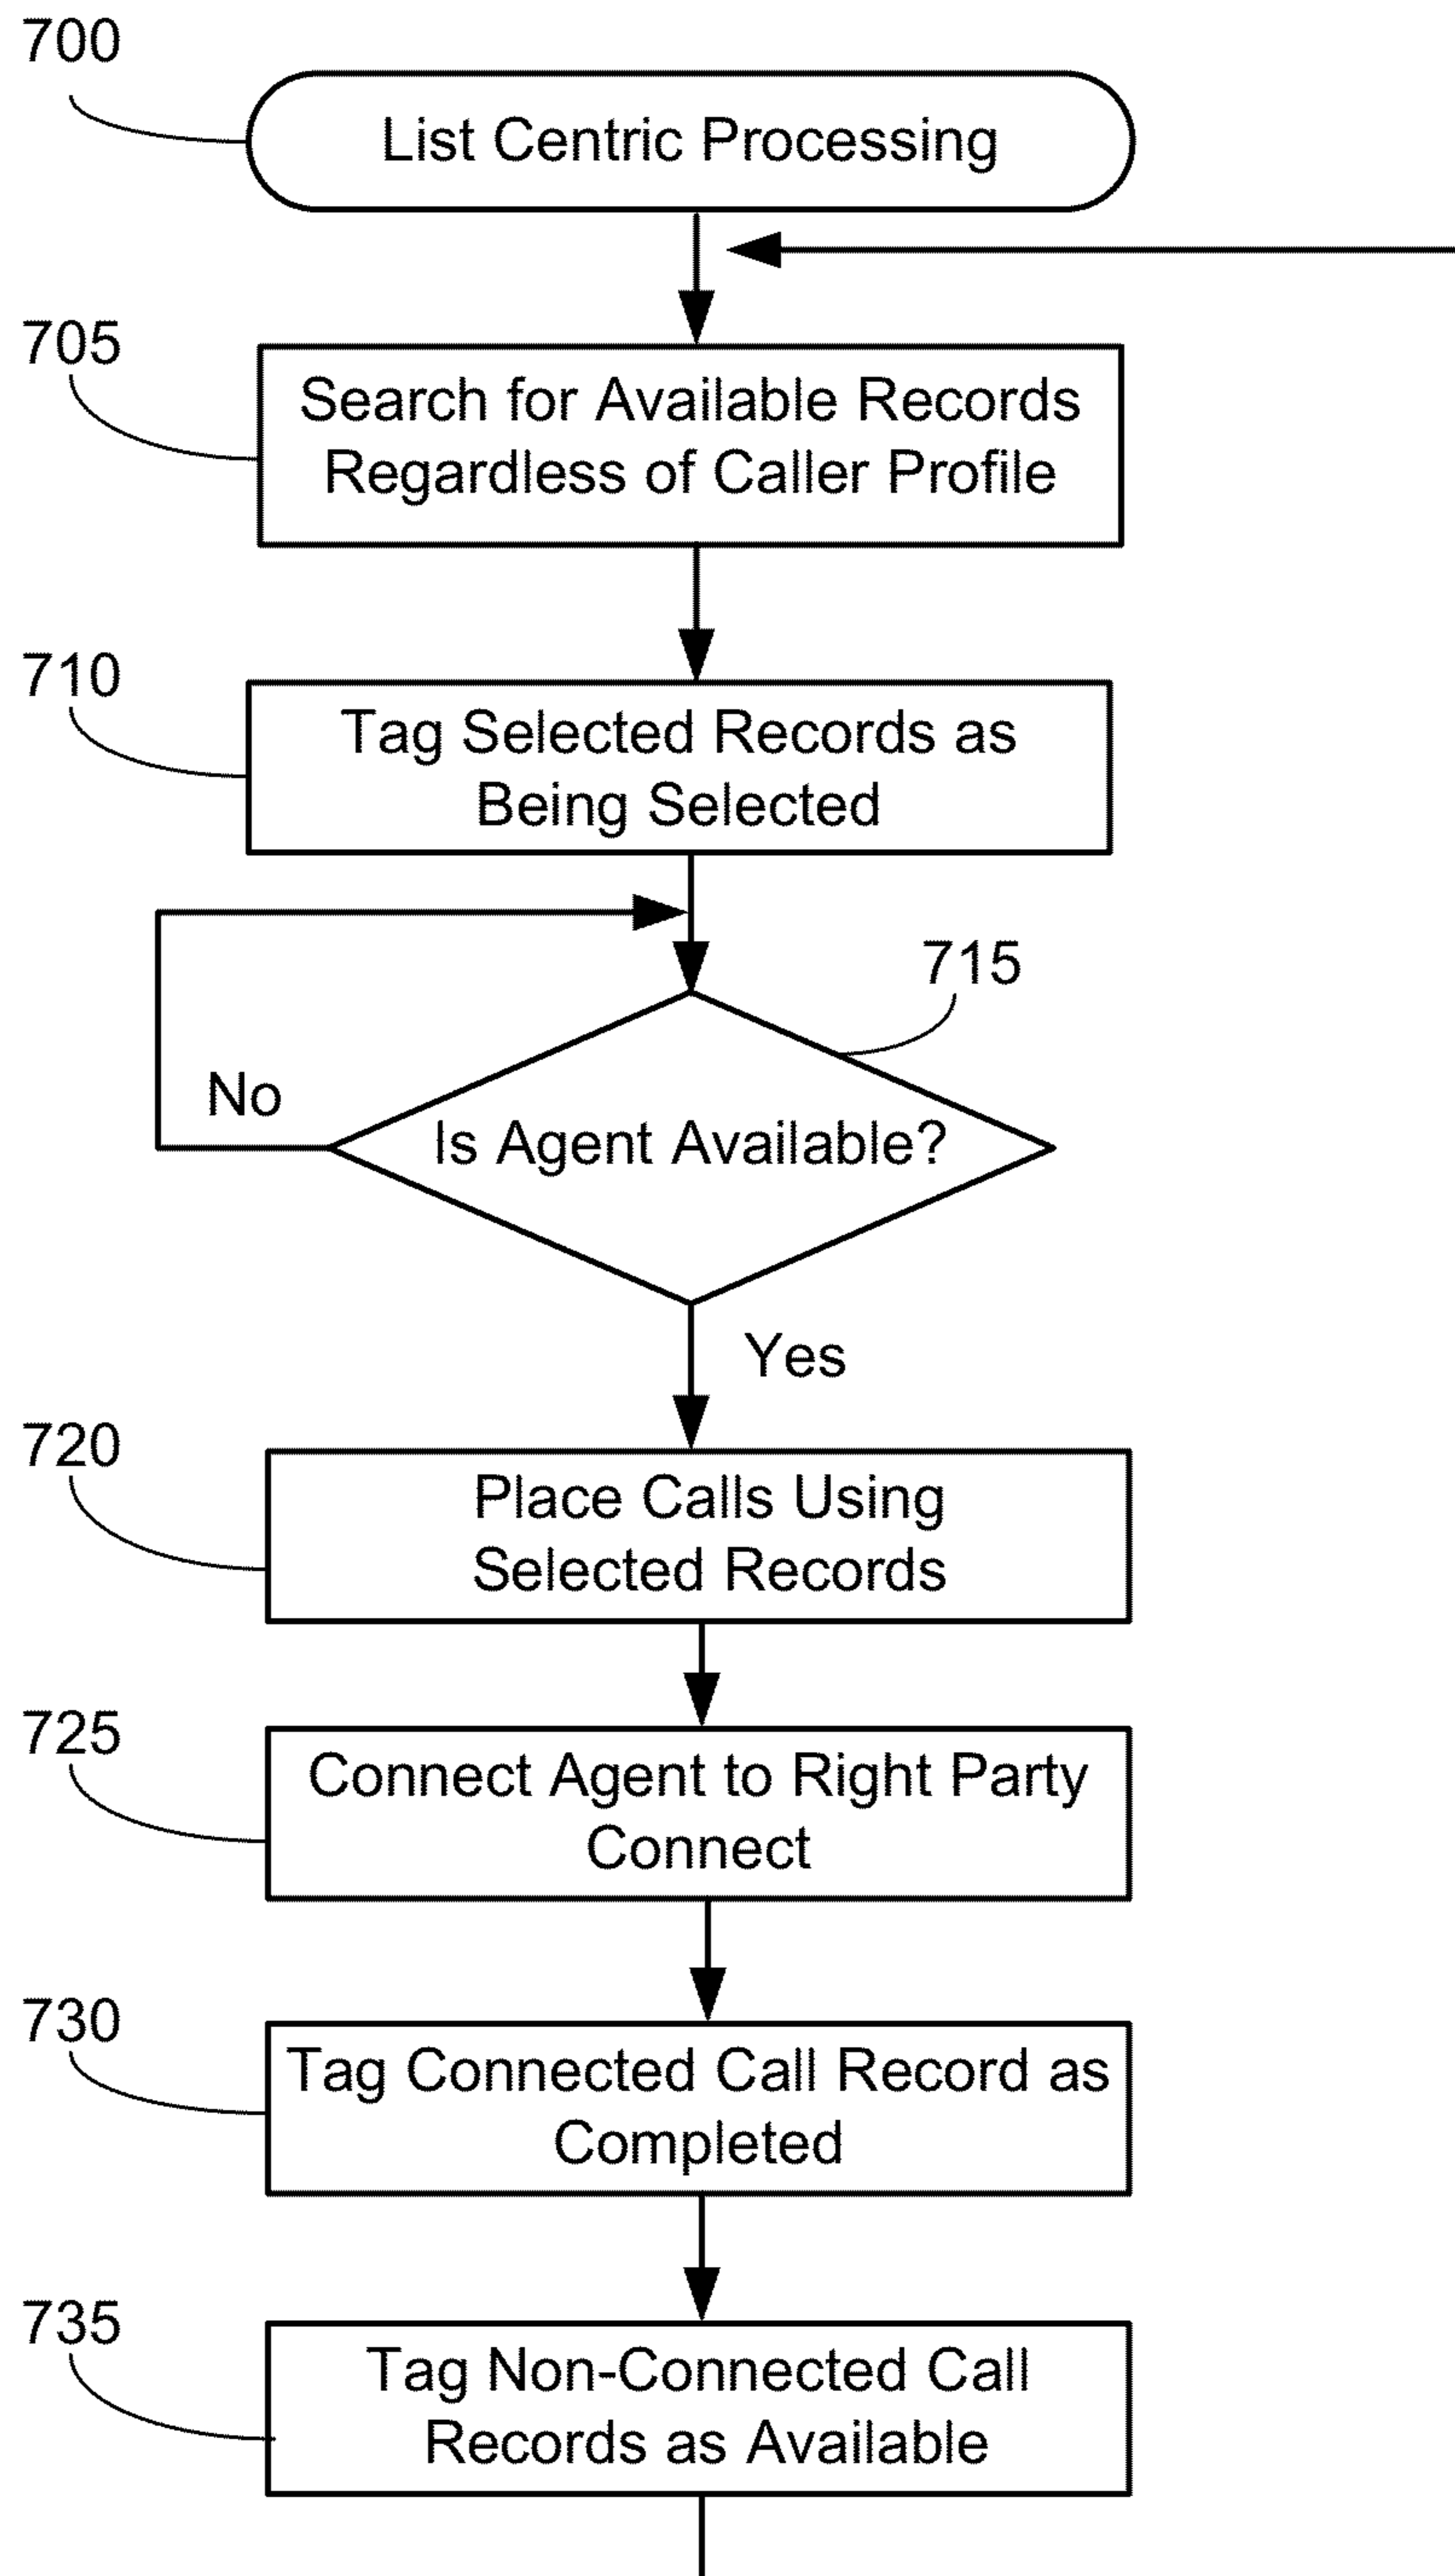 700
List Centric Processing
705
Search for Available Records
Regardless of Caller Profile
710
Tag Selected Records as
Being Selected
715
No
Is Agent Available?
Yes
720
Place Calls Using
Selected Records
725
Connect Agent to Right Party
Connect
730
Tag Connected Call Record as
Completed
735
Tag Non-Connected Call
Records as Available